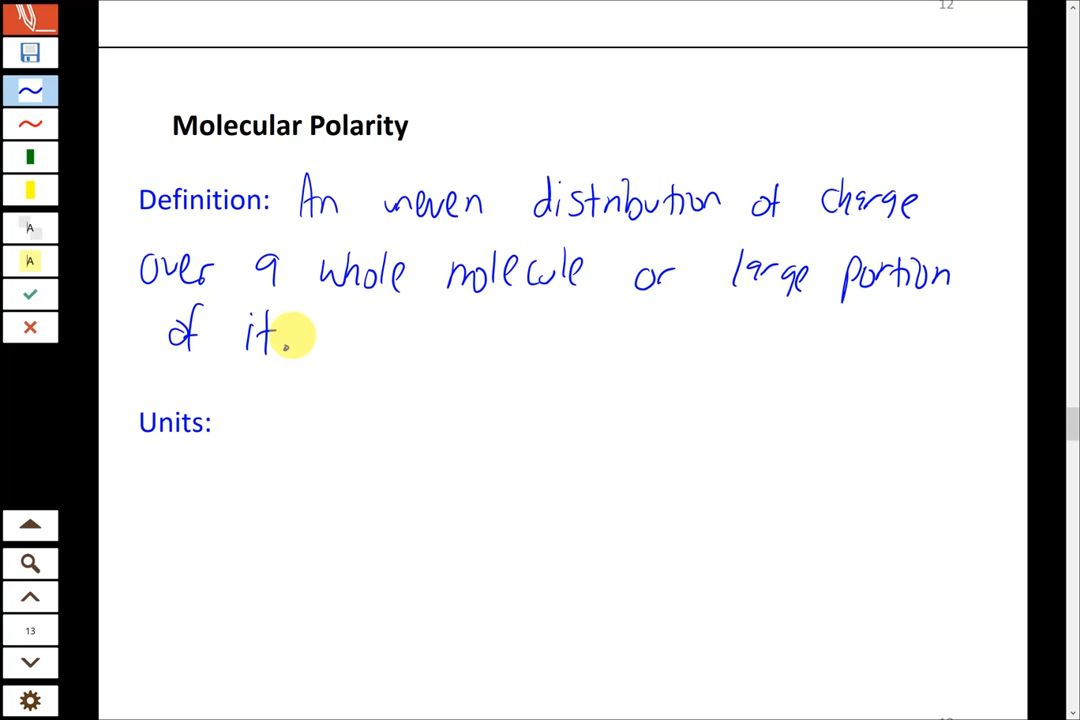 12
Molecular Polarity
Definition: An uneven distribution of charge
over a whole molecule or large portion
of it.
Units:
A
A
13